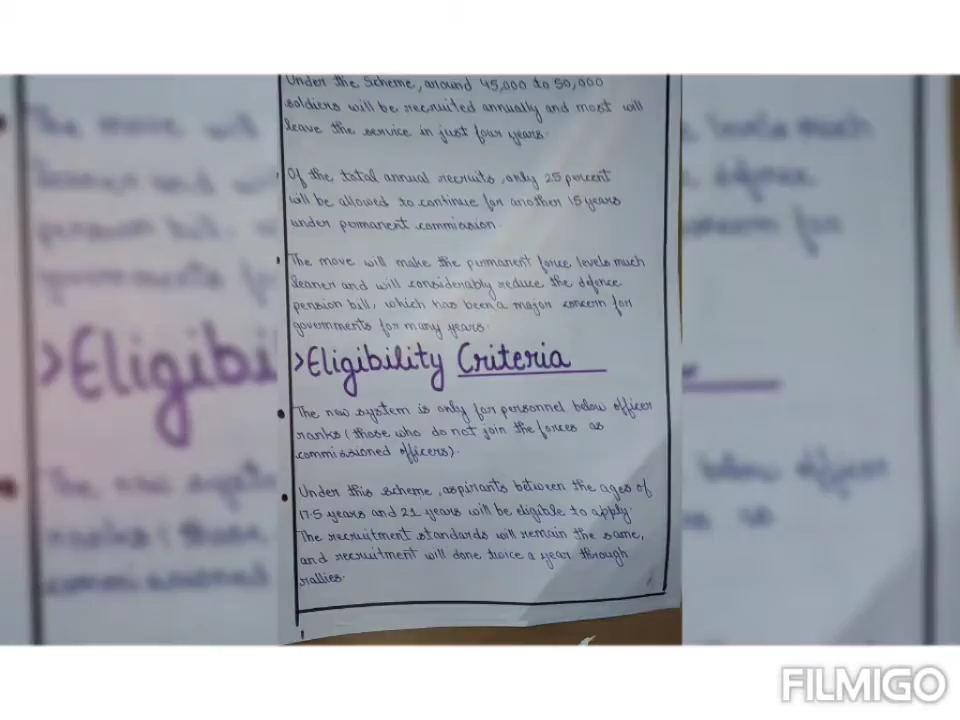 Under the Scheme, around 45,000 to 50,000
soldiers will be recruited annually and most will
leave the service in just four years.
Of the total annual recruits, only 25 percent
will be allowed to continue for another 15 years
under permanent commission.
The move will make the permanent force levels much
leaner and will considerably reduce the defence
pension bill, which has been a major concern for
governments for many years.
>Eligibility Criteria
• The new system is only for personnel below officer
ranks (those who do not join the forces as
commissioned officers).
• Under this scheme, aspirants between the ages of
17.5 years and 21 years will be eligible to apply.
The recruitment standards will remain the same,
and recruitment will done twice a year through
rallies.
FILMIGO